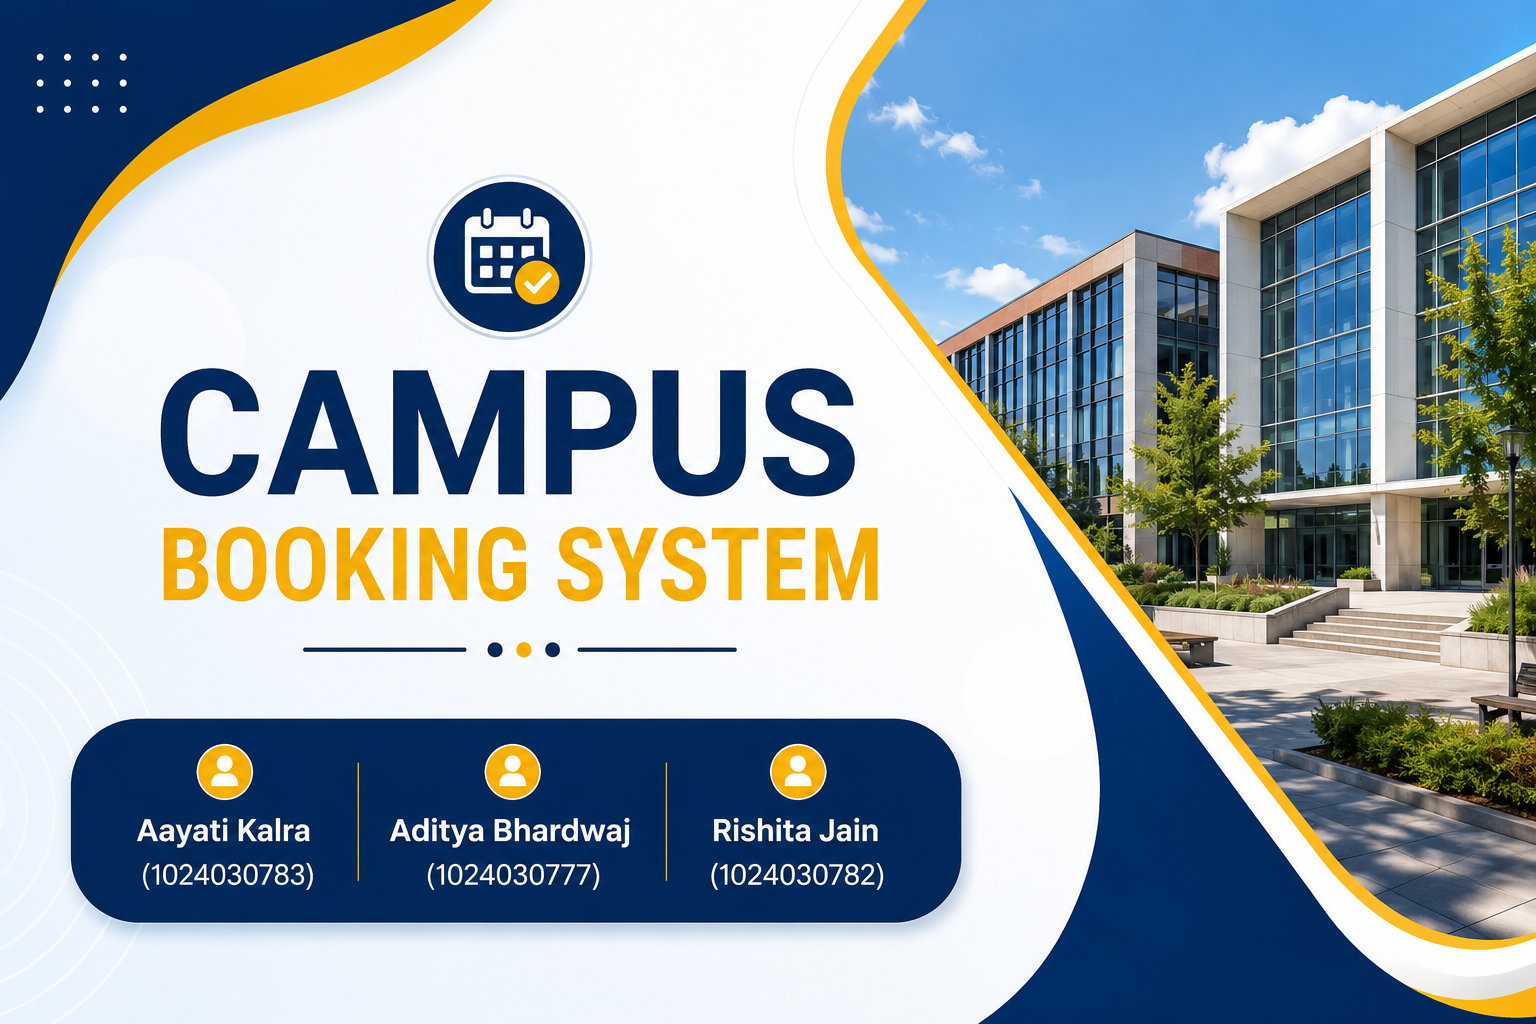 CAMPUS
BOOKING SYSTEM
Aayati Kalra
(1024030783)
Aditya Bhardwaj
(1024030777)
Rishita Jain
(1024030782)